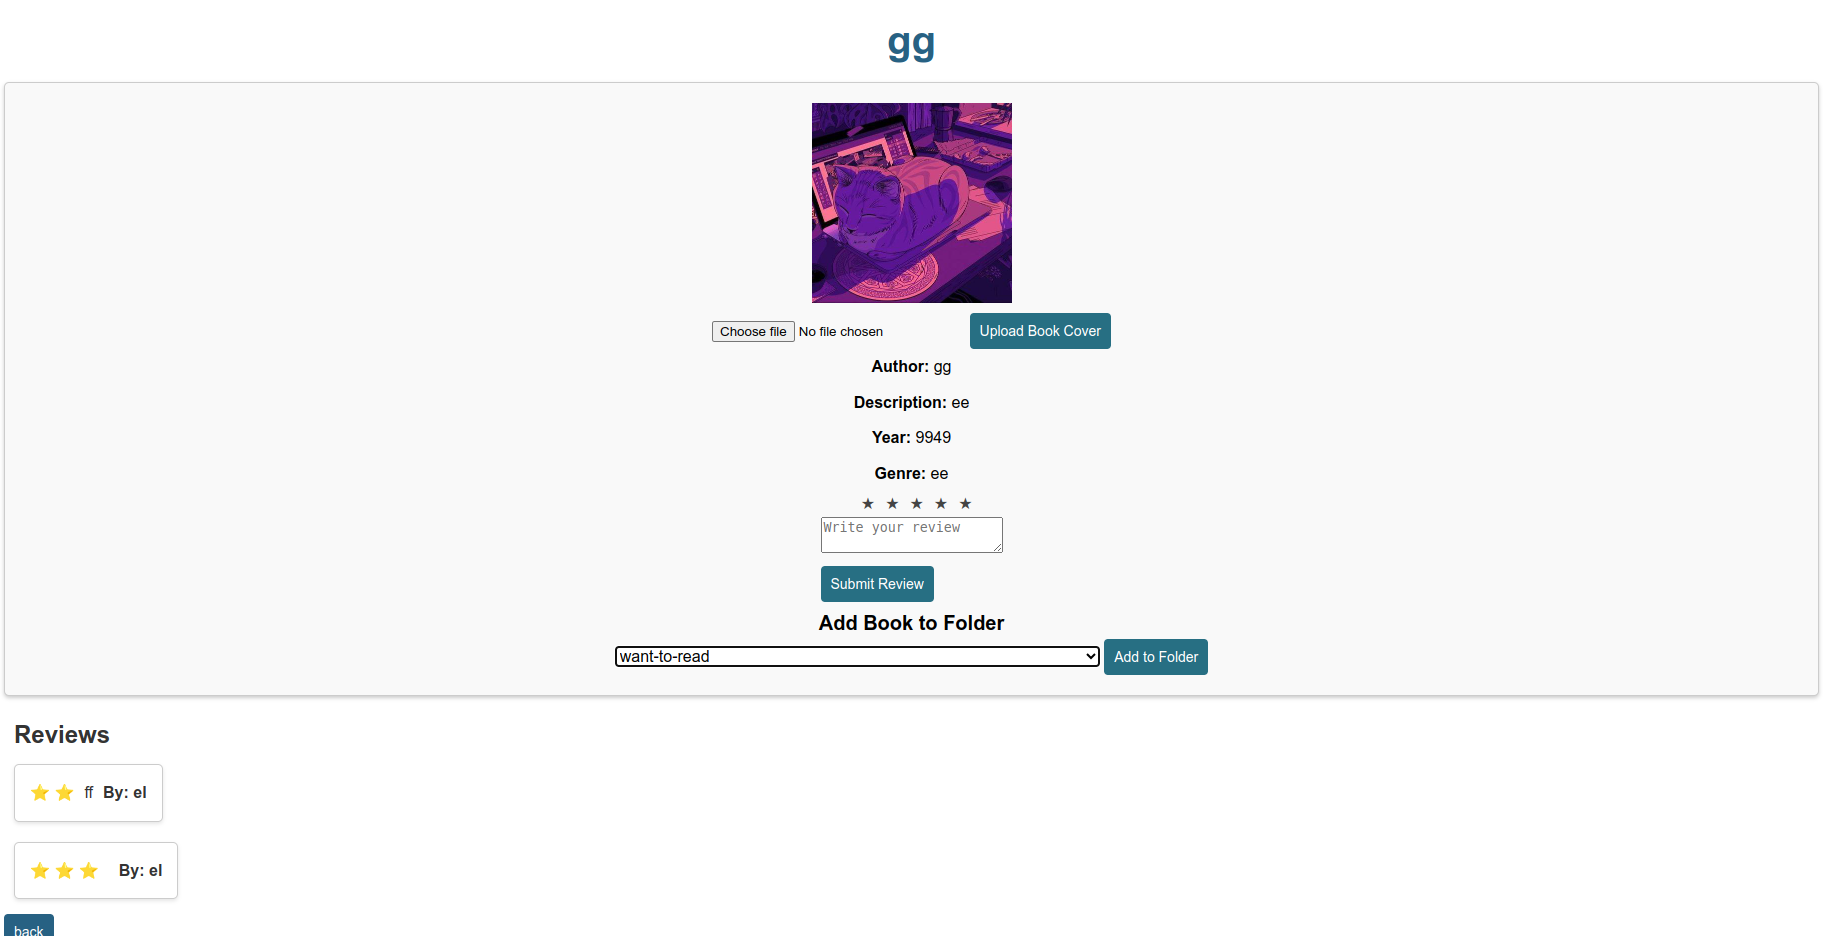 gg
Choose file No file chosen Upload Book Cover
Author: gg
Description: ee
Year: 9949
Genre: ee
★ ★ ★ ★ ★
Write your review
Submit Review
Add Book to Folder
want-to-read Add to Folder
Reviews
⭐ ⭐ ff By: el
⭐ ⭐ ⭐ By: el
back